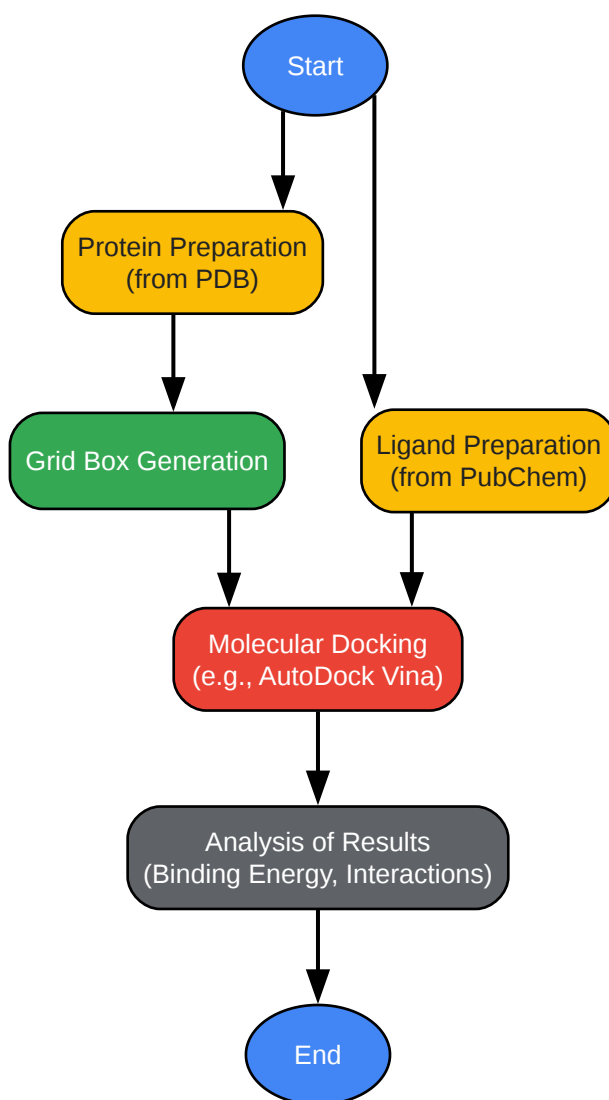 Start
Protein Preparation
(from PDB)
Grid Box Generation
Ligand Preparation
(from PubChem)
Molecular Docking
(e.g., AutoDock Vina)
Analysis of Results
(Binding Energy, Interactions)
End